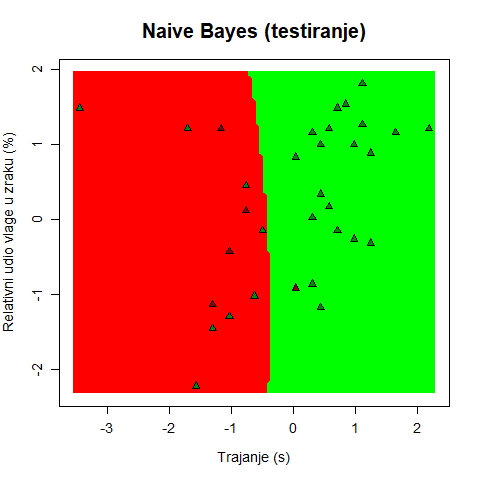 Naive Bayes (testiranje)
Relativni udio vlage u zraku (%)
2
1
0
-1
-2
-3 -2 -1 0 1 2
Trajanje (s)